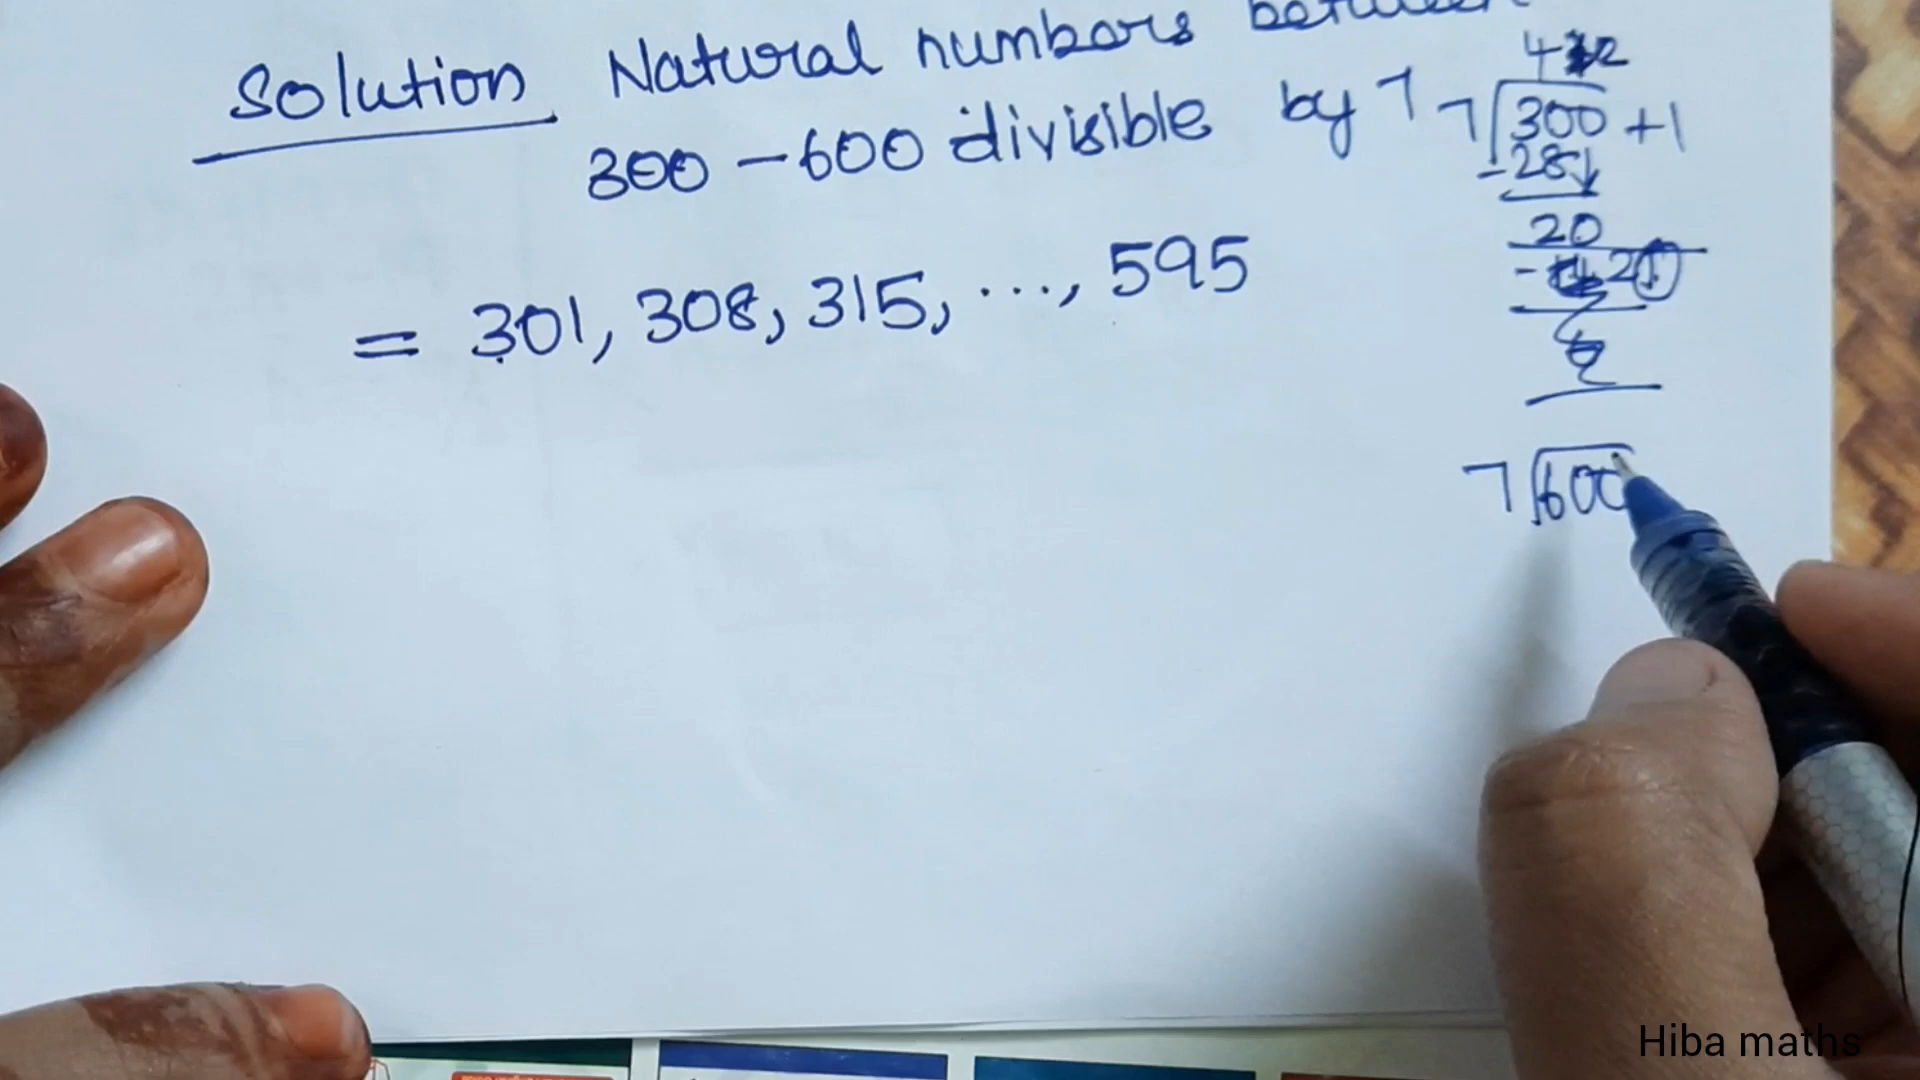 Solution Natural numbers between
300 - 600 divisible by 7
= 301, 308, 315, ..., 595
7 300 +1
- 28↓
20
7 600
Hiba maths